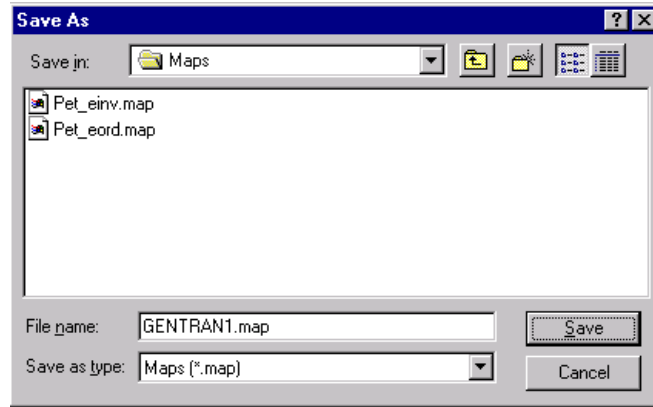 Save As
Save in: Maps
Pet_einv.map
Pet_eord.map
File name: GENTRAN1.map Save
Save as type: Maps (*.map) Cancel